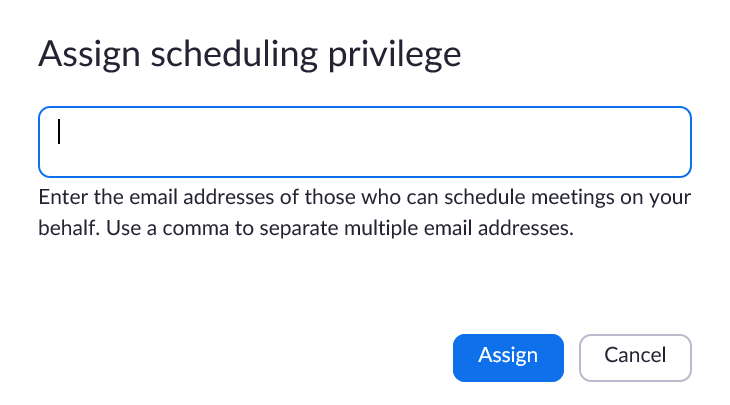 Assign scheduling privilege
Enter the email addresses of those who can schedule meetings on your
behalf. Use a comma to separate multiple email addresses.
Assign Cancel